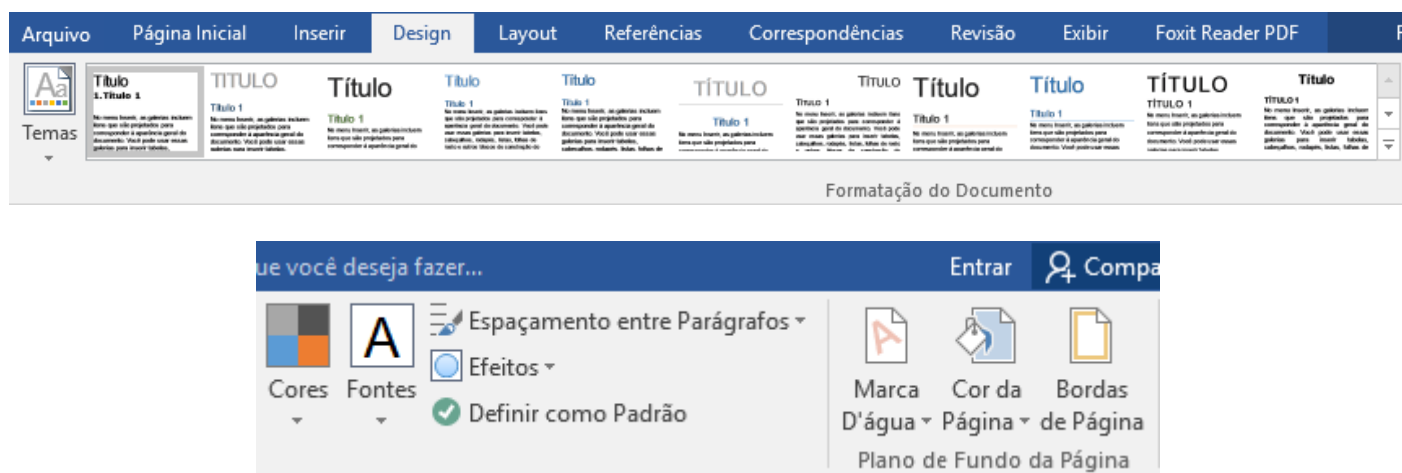 Arquivo Página Inicial Inserir Design Layout Referências Correspondências Revisão Exibir Foxit Reader PDF
Aa
Temas
Título
1. Título 1
TÍTULO
Título 1
Título
Título 1
Título
Título 1
Título
Título 1
TÍTULO
Título 1
TÍTULO
TÍTULO 1
Título
Título 1
Título
Título 1
TÍTULO
TÍTULO 1
Título
TÍTULO 1
Formatação do Documento
ue você deseja fazer... Entrar Compa
A
Cores Fontes
Espaçamento entre Parágrafos
Efeitos
Definir como Padrão
A
Marca
D'água
Cor da
Página
Bordas
de Página
Plano de Fundo da Página